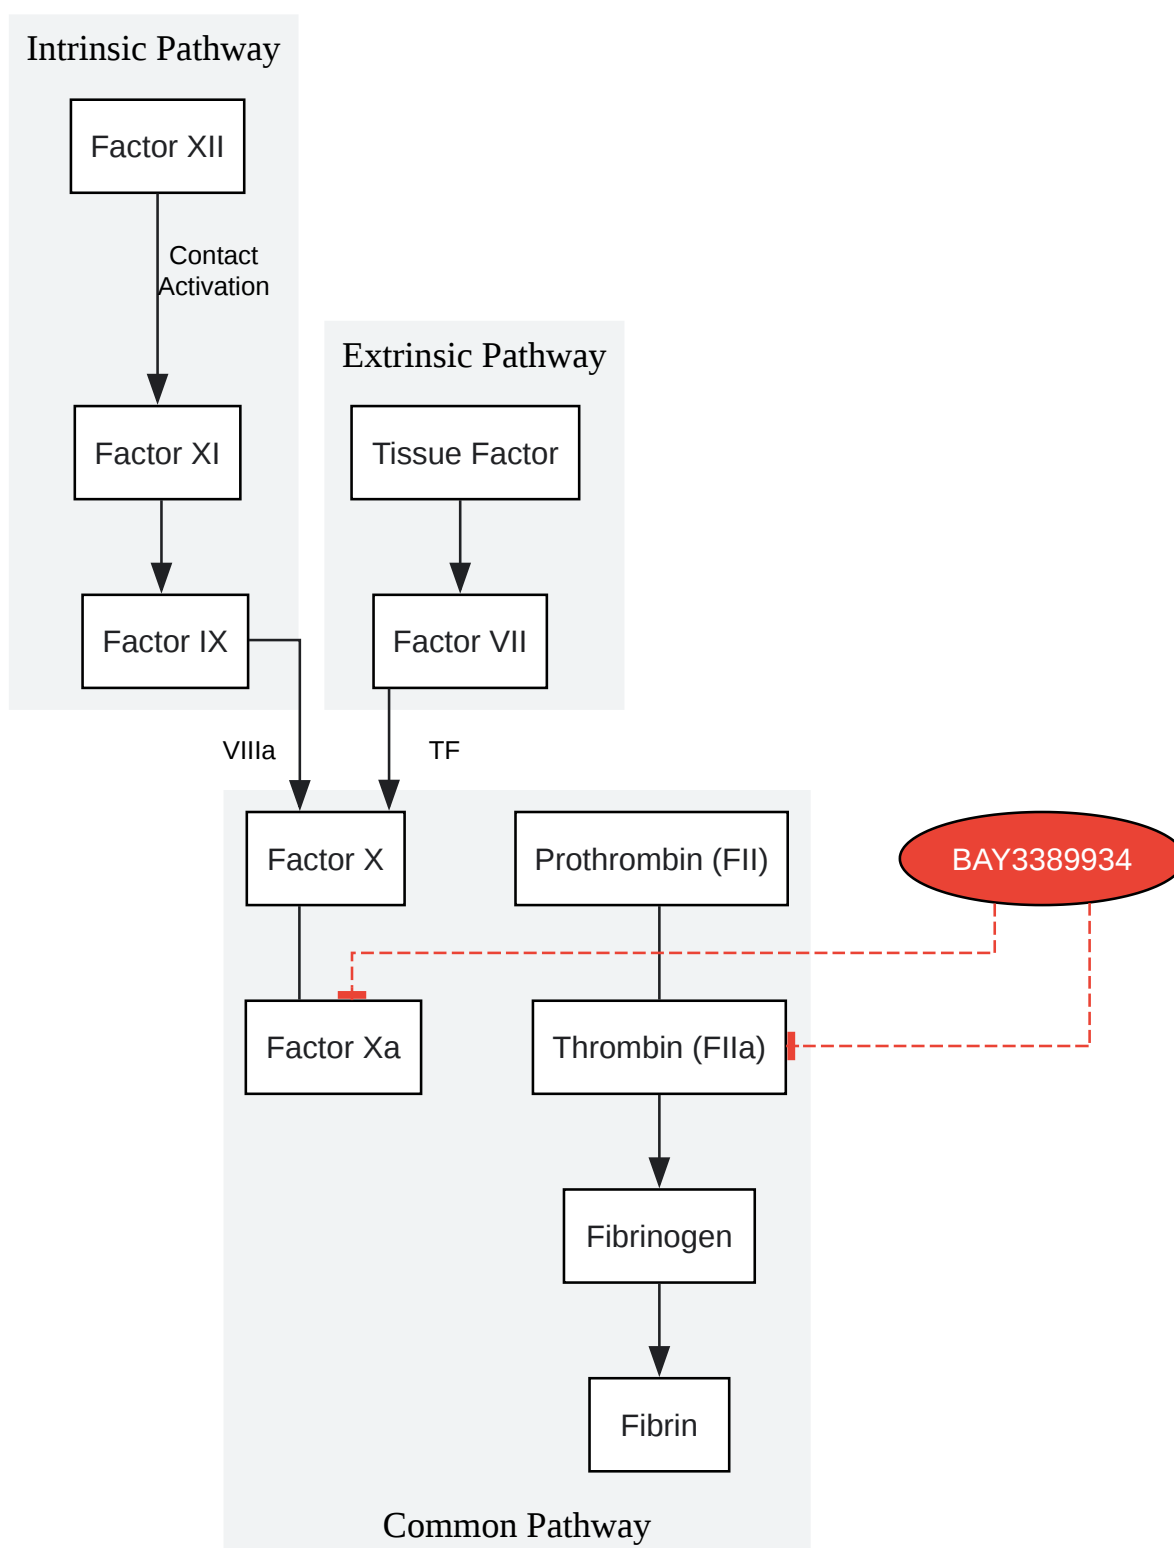 Intrinsic Pathway
Factor XII
Contact
Activation
Extrinsic Pathway
Factor XI
Tissue Factor
Factor IX
Factor VII
VIIIa
TF
Factor X
Prothrombin (FII)
BAY3389934
Factor Xa
Thrombin (FIIa)
Fibrinogen
Fibrin
Common Pathway